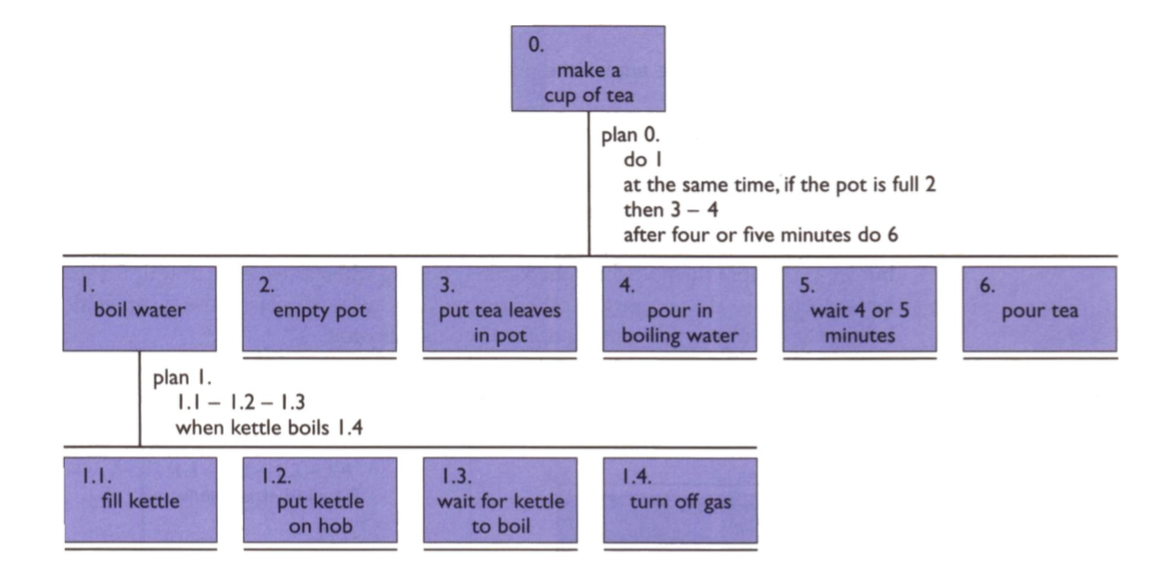 0.
make a
cup of tea
plan 0.
do 1
at the same time, if the pot is full 2
then 3 – 4
after four or five minutes do 6
1.
boil water
2.
empty pot
3.
put tea leaves
in pot
4.
pour in
boiling water
5.
wait 4 or 5
minutes
6.
pour tea
plan 1.
1.1 – 1.2 – 1.3
when kettle boils 1.4
1.1.
fill kettle
1.2.
put kettle
on hob
1.3.
wait for kettle
to boil
1.4.
turn off gas